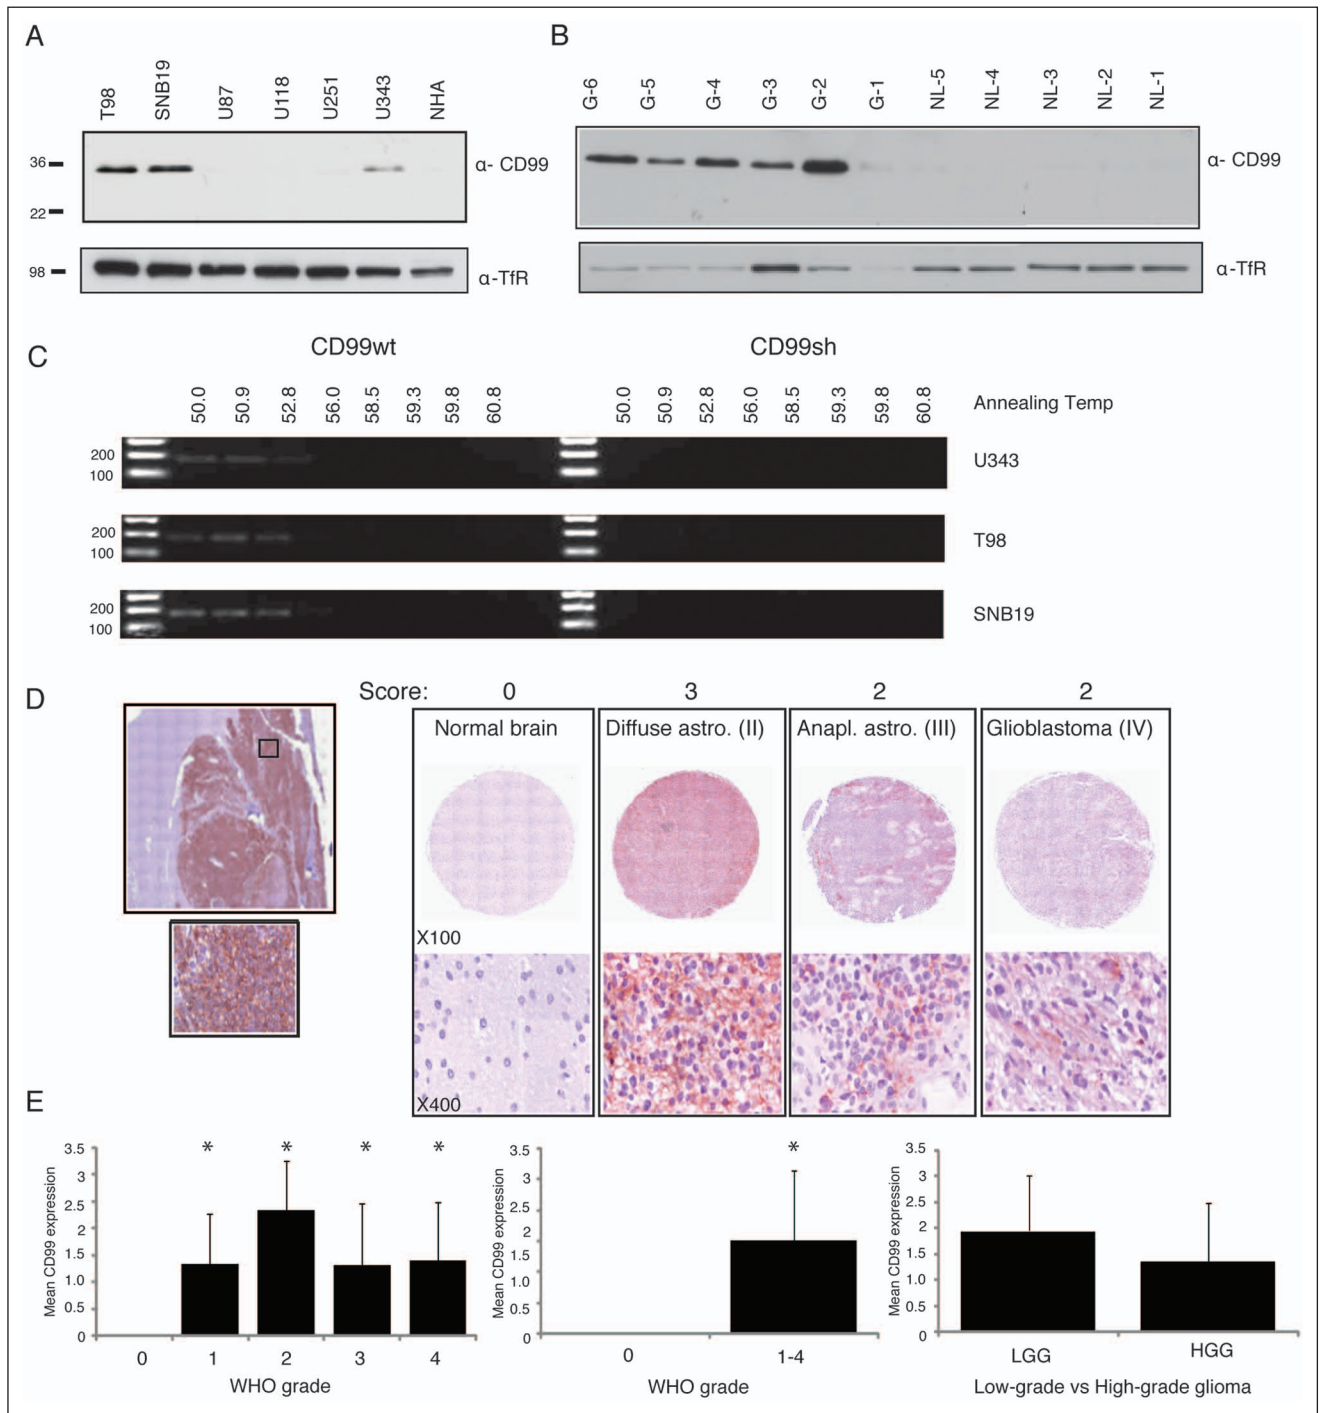 A
T98 SNB19 U87 U118 U251 U343 NHA
36
22
α- CD99
98
α-TfR
B
G-6 G-5 G-4 G-3 G-2 G-1 NL-5 NL-4 NL-3 NL-2 NL-1
α- CD99
α-TfR
C
CD99wt CD99sh
50.0 50.9 52.8 56.0 58.5 59.3 59.8 60.8 50.0 50.9 52.8 56.0 58.5 59.3 59.8 60.8 Annealing Temp
200
100
U343
200
100
T98
200
100
SNB19
D
Score: 0 3 2 2
Normal brain Diffuse astro. (II) Anapl. astro. (III) Glioblastoma (IV)
X100
X400
E
Mean CD99 expression
3.5
3
2.5
2
1.5
1.0
0.5
0
* * * *
0 1 2 3 4
WHO grade
Mean CD99 expression
3.5
3
2.5
2
1.5
1.0
0.5
0
*
0 1-4
WHO grade
Mean CD99 expression
3.5
3
2.5
2
1.5
1.0
0.5
0
LGG HGG
Low-grade vs High-grade glioma